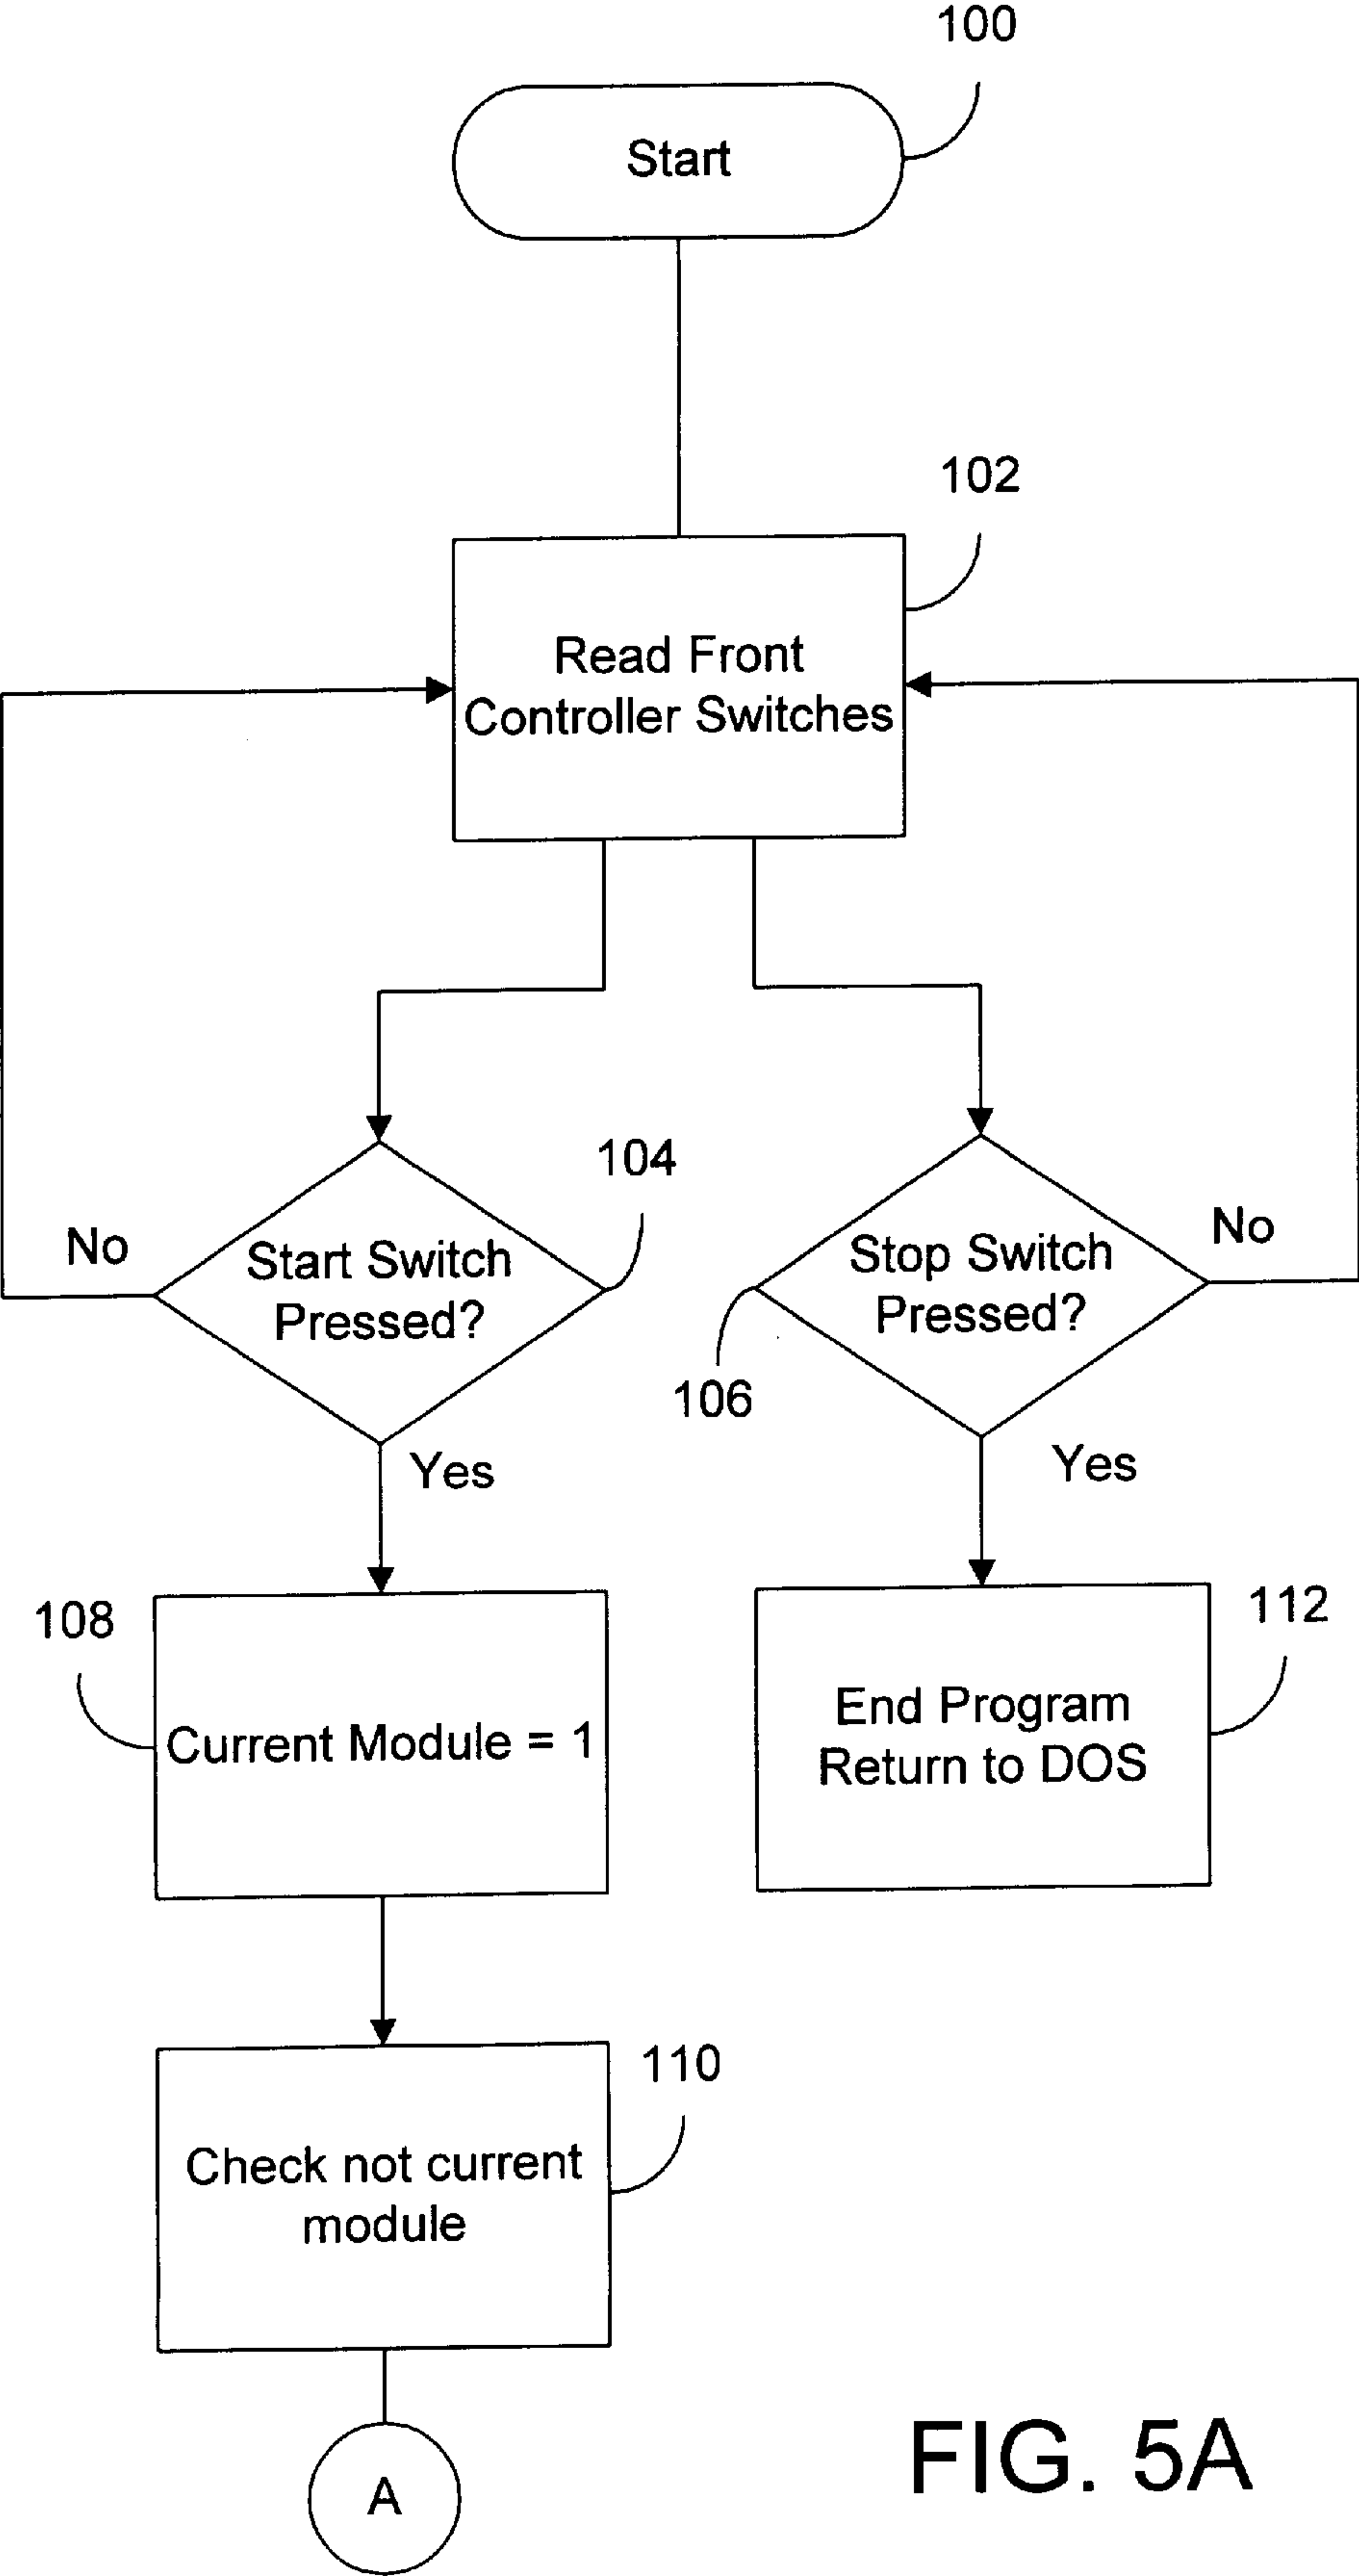 100
Start
102
Read Front
Controller Switches
104
No
Start Switch
Pressed?
No
Stop Switch
Pressed?
106
Yes
Yes
108
Current Module = 1
112
End Program
Return to DOS
110
Check not current
module
A
FIG. 5A